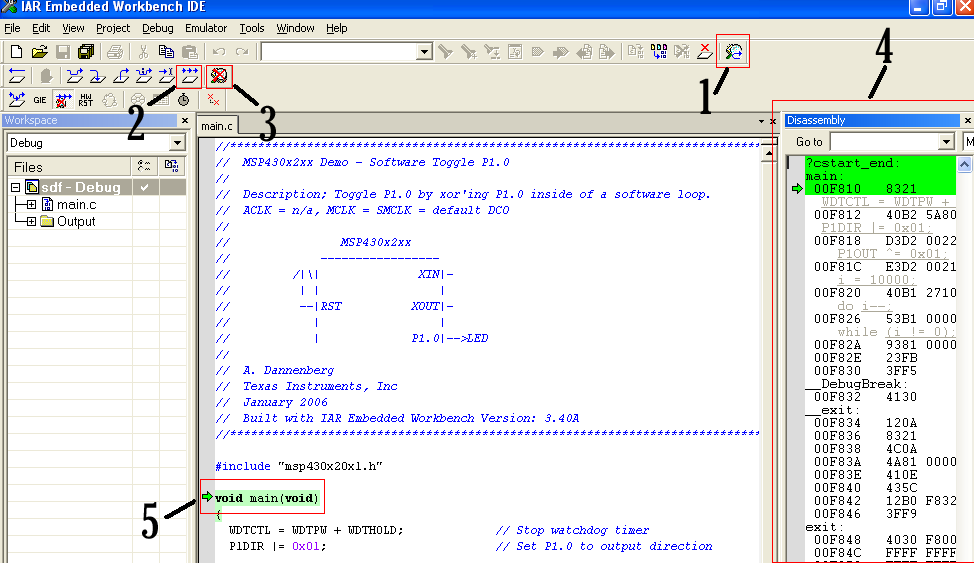 IAR Embedded Workbench IDE
File Edit View Project Debug Emulator Tools Window Help
1
4
GIE
HW
RST
2
3
Workspace
Debug
Files
sdf - Debug
main.c
Output
main.c
//******************************************************************************
//  MSP430x2xx Demo - Software Toggle P1.0
//
//  Description; Toggle P1.0 by xor'ing P1.0 inside of a software loop.
//  ACLK = n/a, MCLK = SMCLK = default DCO
//
//                MSP430x2xx
//             -----------------
//         /|\|              XIN|-
//          | |                 |
//          --|RST          XOUT|-
//            |                 |
//            |             P1.0|-->LED
//
//  A. Dannenberg
//  Texas Instruments, Inc
//  January 2006
//  Built with IAR Embedded Workbench Version: 3.40A
//******************************************************************************
#include "msp430x20x1.h"
5
void main(void)
{
  WDTCTL = WDTPW + WDTHOLD;             // Stop watchdog timer
  P1DIR |= 0x01;                        // Set P1.0 to output direction
Disassembly
Go to
M
?cstart_end:
main:
00F810 8321
WDTCTL = WDTPW +
00F812 40B2 5A80
P1DIR |= 0x01;
00F818 D3D2 0022
P1OUT ^= 0x01;
00F81C E3D2 0021
i = 10000;
00F820 40B1 2710
do i--;
00F826 53B1 0000
while (i != 0);
00F82A 9381 0000
00F82E 23FB
00F830 3FF5
__DebugBreak:
00F832 4130
__exit:
00F834 120A
00F836 8321
00F838 4C0A
00F83A 4A81 0000
00F83E 410E
00F840 435C
00F842 12B0 F832
00F846 3FF9
exit:
00F848 4030 F800
00F84C FFFF FFFF